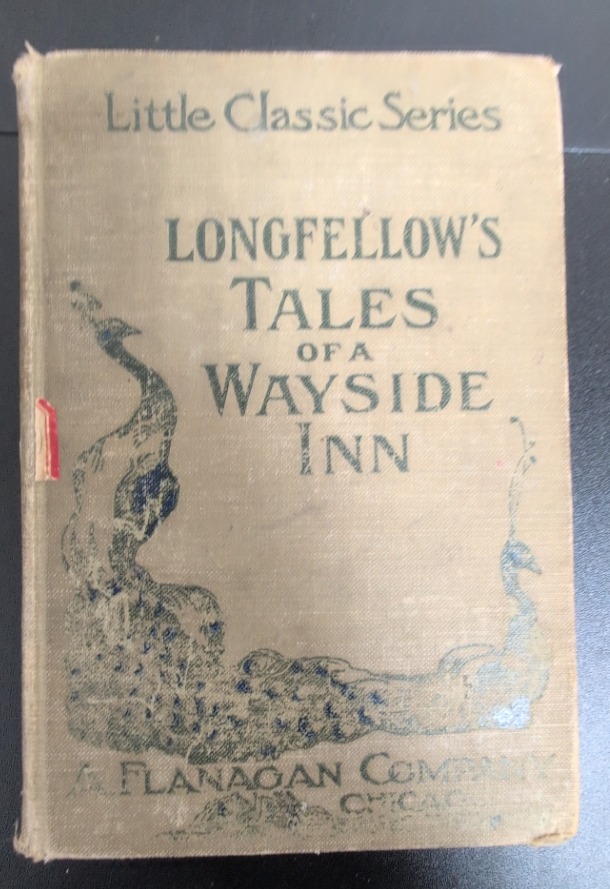 Little Classic Series
LONGFELLOW'S
TALES
OF A
WAYSIDE
INN
A. FLANAGAN COMPANY
CHICAGO